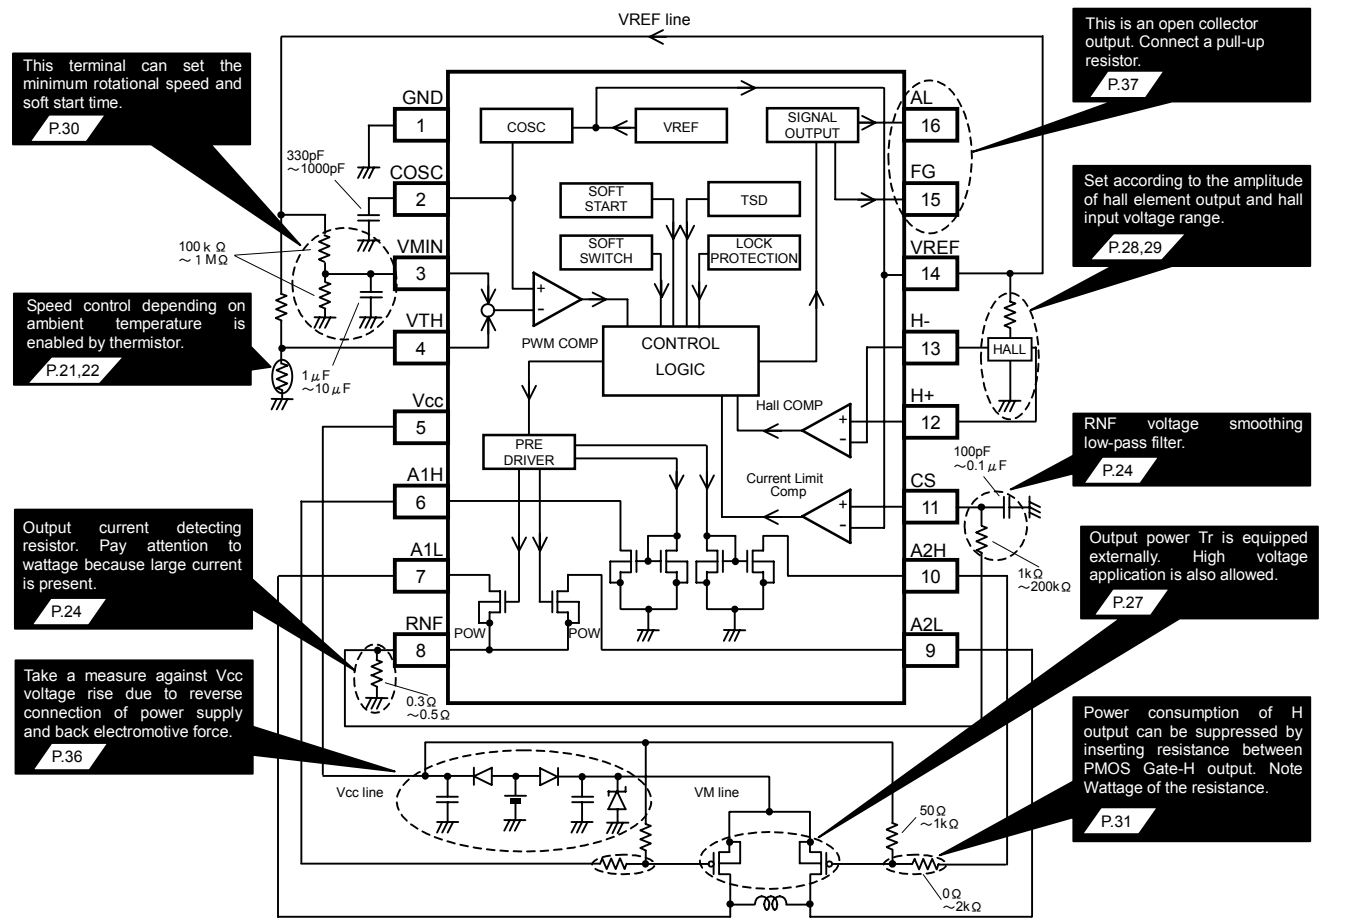 VREF line
This terminal can set the
minimum rotational speed and
soft start time.
P.30
Speed control depending on
ambient temperature is
enabled by thermistor.
P.21,22
Output current detecting
resistor. Pay attention to
wattage because large current
is present.
P.24
Take a measure against Vcc
voltage rise due to reverse
connection of power supply
and back electromotive force.
P.36
This is an open collector
output. Connect a pull-up
resistor.
P.37
Set according to the amplitude
of hall element output and hall
input voltage range.
P.28,29
RNF voltage smoothing
low-pass filter.
P.24
Output power Tr is equipped
externally. High voltage
application is also allowed.
P.27
Power consumption of H
output can be suppressed by
inserting resistance between
PMOS Gate-H output. Note
Wattage of the resistance.
P.31
GND
1
330pF
~1000pF
COSC
2
100kΩ
~1MΩ
VMIN
3
VTH
4
1μF
~10μF
Vcc
5
A1H
6
A1L
7
RNF
8
0.3Ω
~0.5Ω
AL
16
FG
15
VREF
14
H-
13
HALL
H+
12
100pF
~0.1μF
CS
11
1kΩ
~200kΩ
A2H
10
A2L
9
COSC
VREF
SIGNAL
OUTPUT
SOFT
START
TSD
SOFT
SWITCH
LOCK
PROTECTION
+
-
PWM COMP
CONTROL
LOGIC
Hall COMP
+
-
PRE
DRIVER
Current Limit
Comp
+
-
POW
POW
Vcc line
VM line
50Ω
~1kΩ
0Ω
~2kΩ